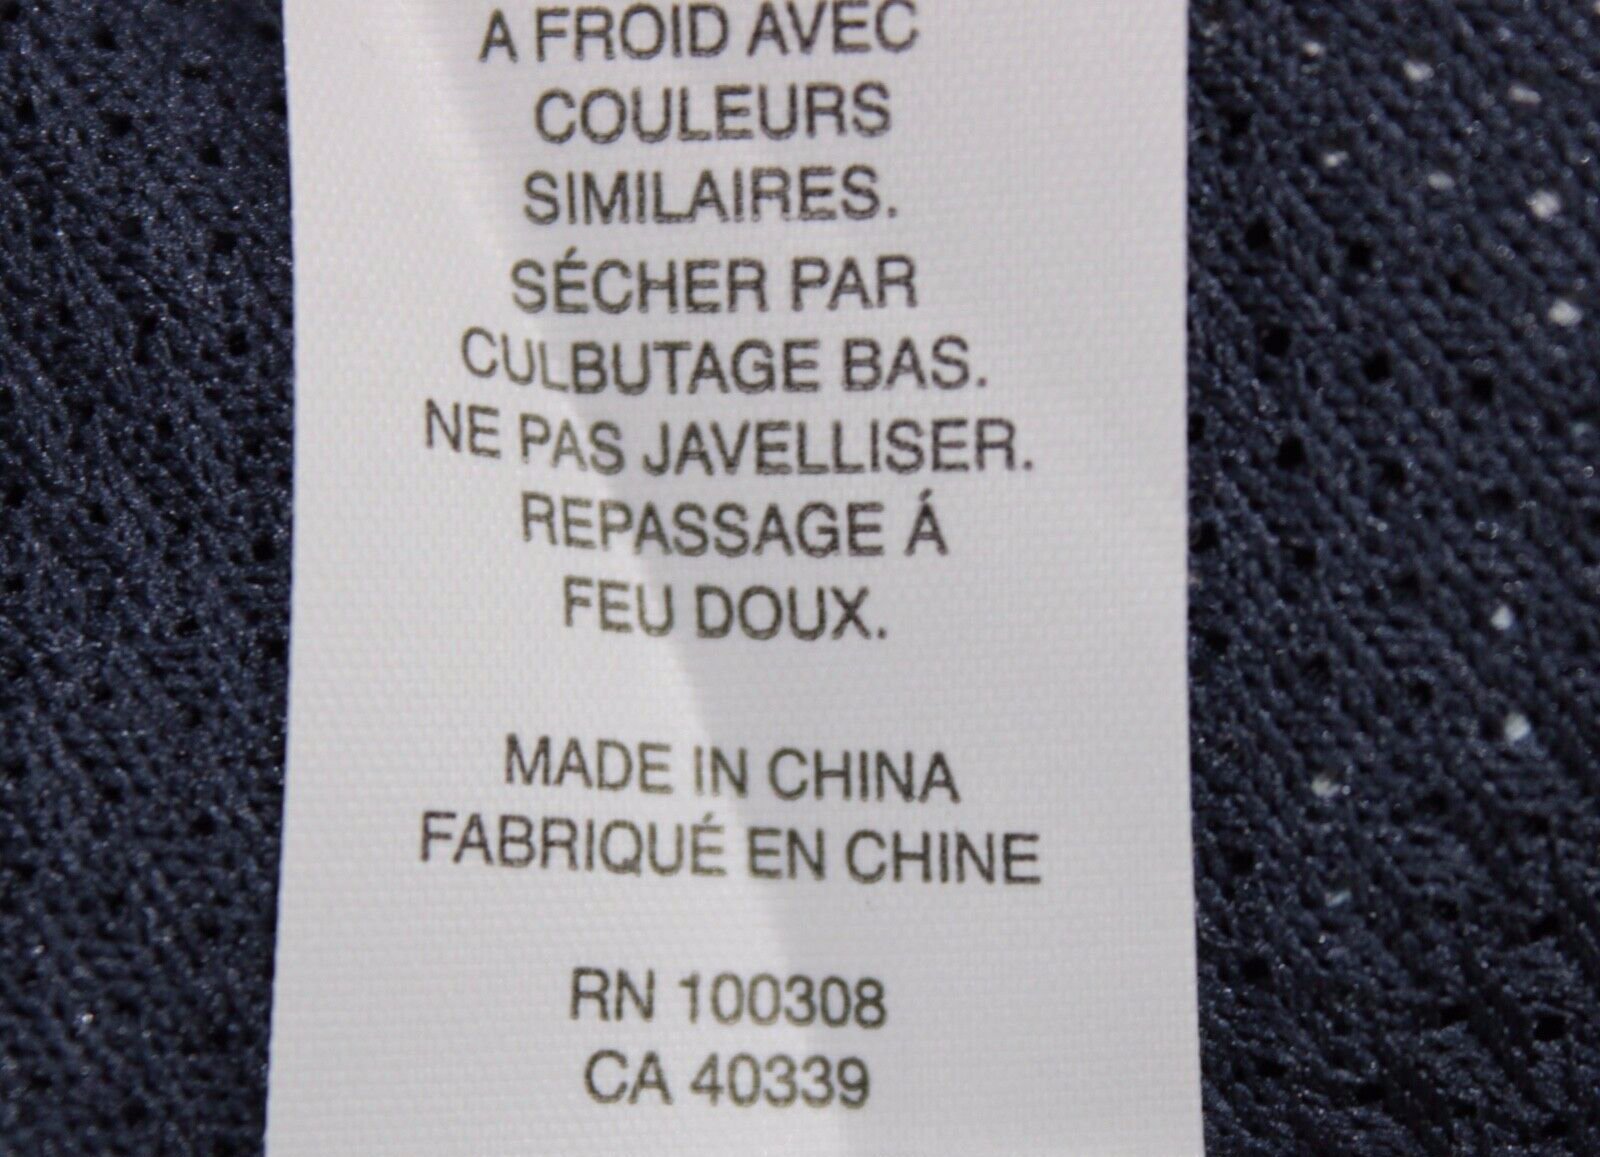 A FROID AVEC
COULEURS
SIMILAIRES.
SÉCHER PAR
CULBUTAGE BAS.
NE PAS JAVELLISER.
REPASSAGE Á
FEU DOUX.
MADE IN CHINA
FABRIQUÉ EN CHINE
RN 100308
CA 40339